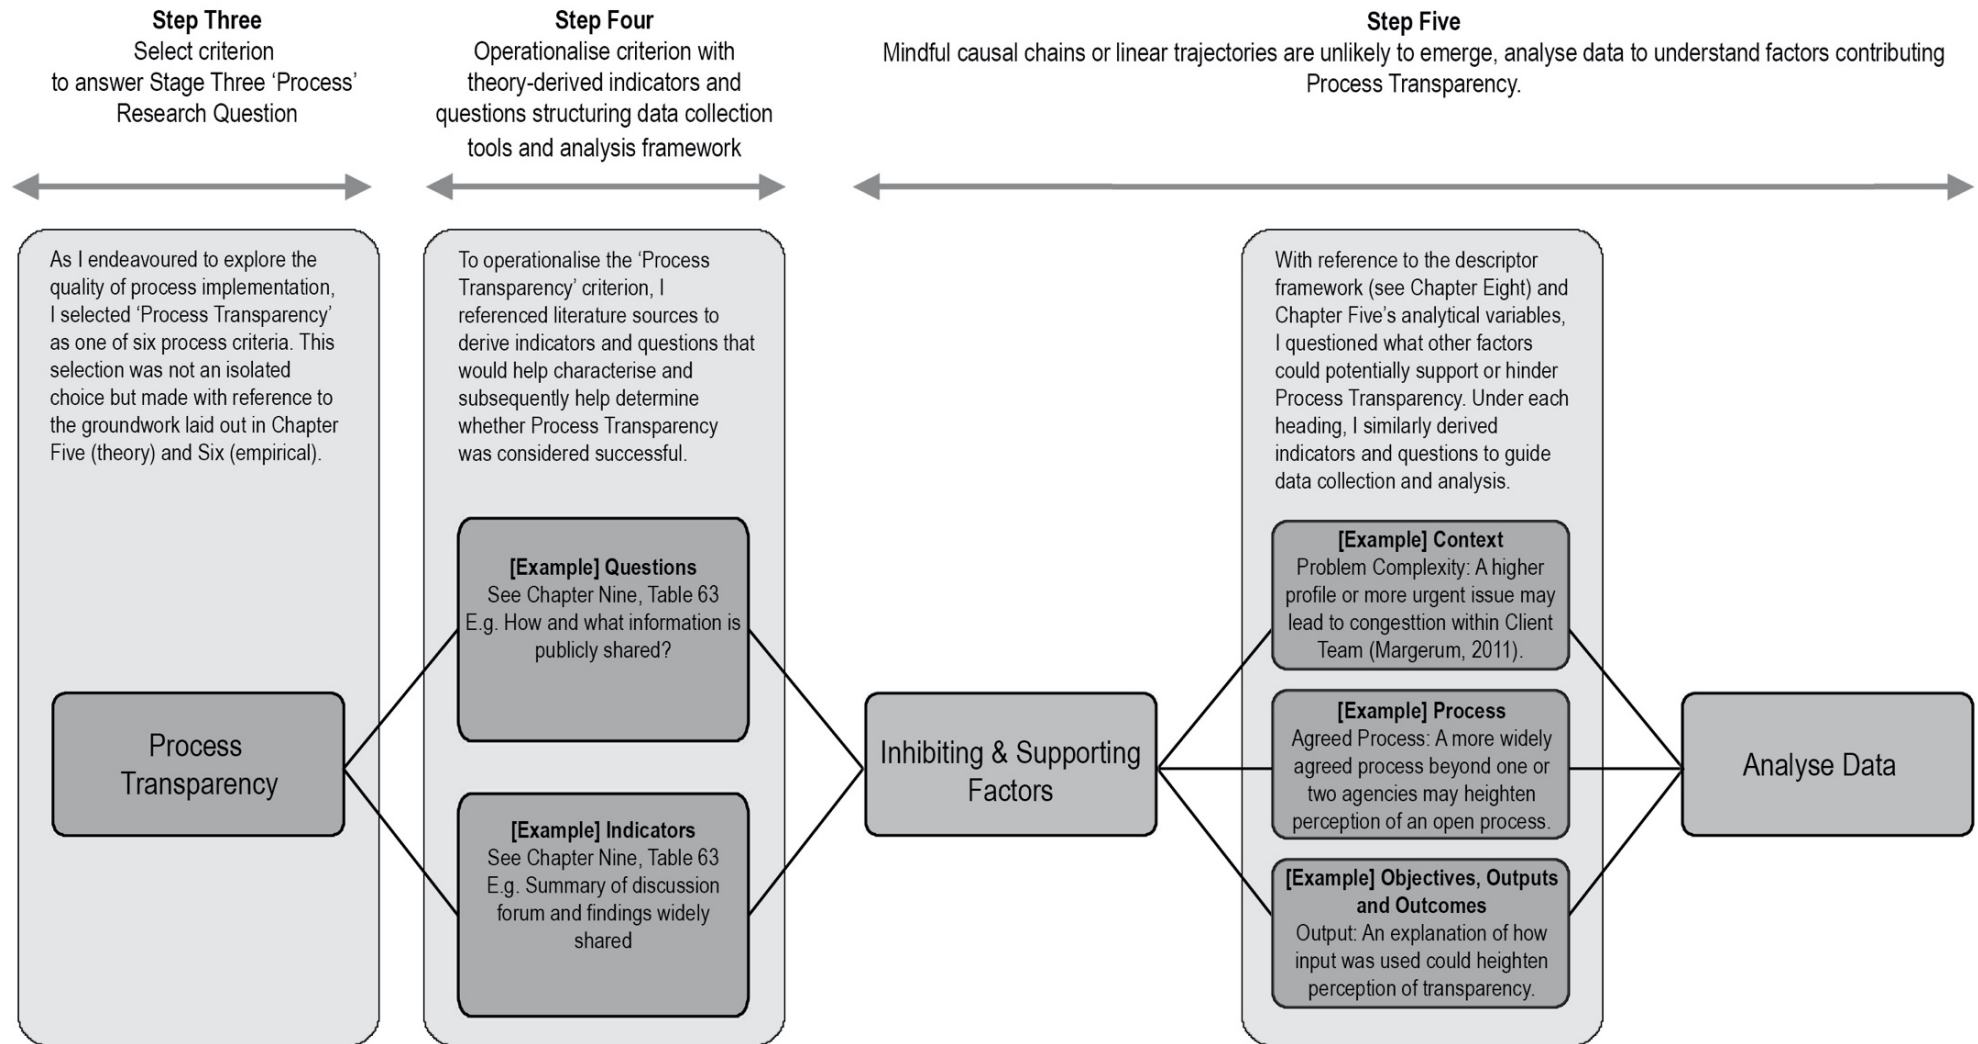 Step Three
Select criterion
to answer Stage Three ‘Process’
Research Question
Step Four
Operationalise criterion with
theory-derived indicators and
questions structuring data collection
tools and analysis framework
Step Five
Mindful causal chains or linear trajectories are unlikely to emerge, analyse data to understand factors contributing
Process Transparency.
As I endeavoured to explore the
quality of process implementation,
I selected ‘Process Transparency’
as one of six process criteria. This
selection was not an isolated
choice but made with reference to
the groundwork laid out in Chapter
Five (theory) and Six (empirical).
Process
Transparency
To operationalise the ‘Process
Transparency’ criterion, I
referenced literature sources to
derive indicators and questions that
would help characterise and
subsequently help determine
whether Process Transparency
was considered successful.
[Example] Questions
See Chapter Nine, Table 63
E.g. How and what information is
publicly shared?
[Example] Indicators
See Chapter Nine, Table 63
E.g. Summary of discussion
forum and findings widely
shared
Inhibiting & Supporting
Factors
With reference to the descriptor
framework (see Chapter Eight) and
Chapter Five’s analytical variables,
I questioned what other factors
could potentially support or hinder
Process Transparency. Under each
heading, I similarly derived
indicators and questions to guide
data collection and analysis.
[Example] Context
Problem Complexity: A higher
profile or more urgent issue may
lead to congesttion within Client
Team (Margerum, 2011).
[Example] Process
Agreed Process: A more widely
agreed process beyond one or
two agencies may heighten
perception of an open process.
[Example] Objectives, Outputs
and Outcomes
Output: An explanation of how
input was used could heighten
perception of transparency.
Analyse Data